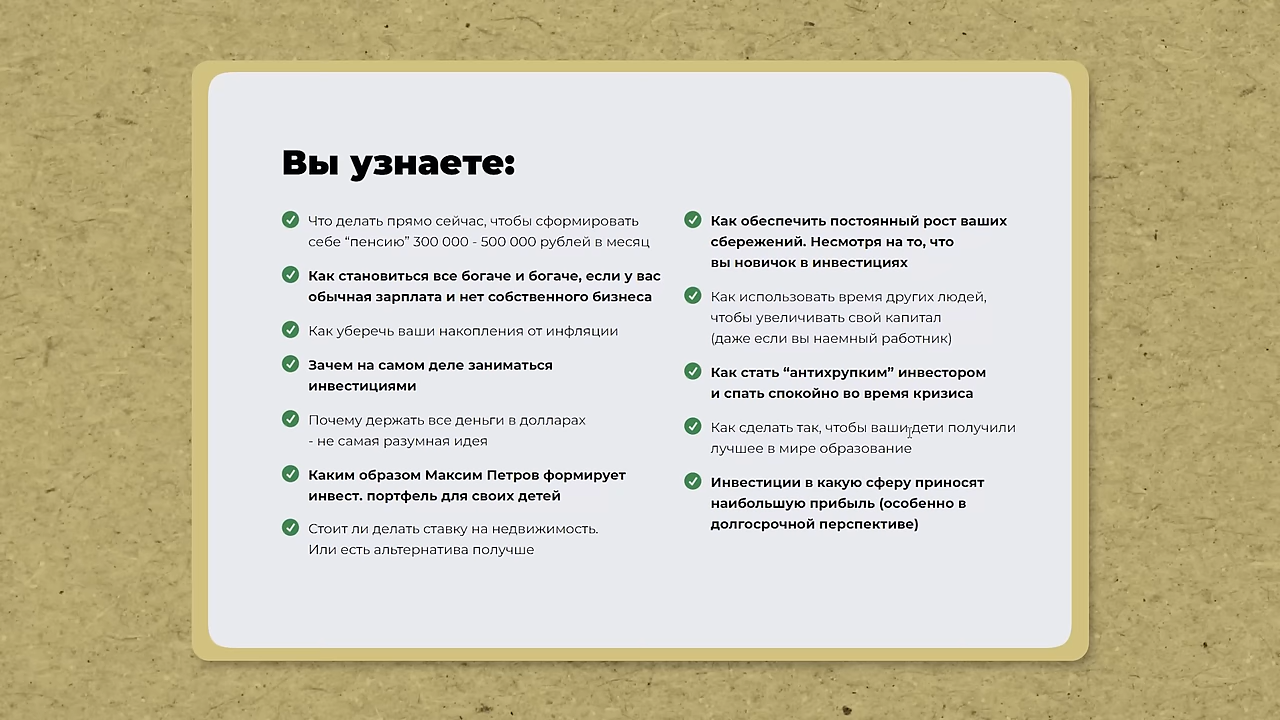 Вы узнаете:
Что делать прямо сейчас, чтобы сформировать
себе “пенсию” 300 000 - 500 000 рублей в месяц
Как становиться все богаче и богаче, если у вас
обычная зарплата и нет собственного бизнеса
Как уберечь ваши накопления от инфляции
Зачем на самом деле заниматься
инвестициями
Почему держать все деньги в долларах
- не самая разумная идея
Каким образом Максим Петров формирует
инвест. портфель для своих детей
Стоит ли делать ставку на недвижимость.
Или есть альтернатива получше
Как обеспечить постоянный рост ваших
сбережений. Несмотря на то, что
вы новичок в инвестициях
Как использовать время других людей,
чтобы увеличивать свой капитал
(даже если вы наемный работник)
Как стать “антихрупким” инвестором
и спать спокойно во время кризиса
Как сделать так, чтобы ваши дети получили
лучшее в мире образование
Инвестиции в какую сферу приносят
наибольшую прибыль (особенно в
долгосрочной перспективе)